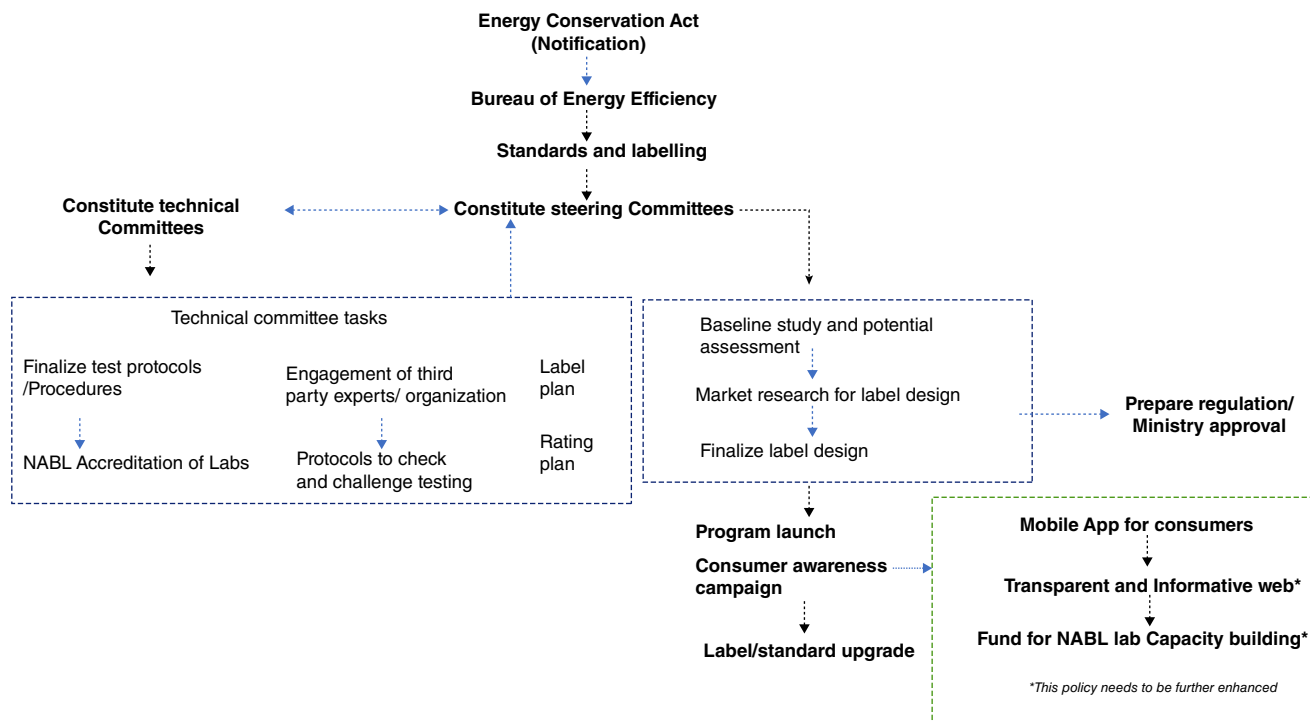 Energy Conservation Act
(Notification)
Bureau of Energy Efficiency
Standards and labelling
Constitute technical
Committees
Constitute steering Committees
Technical committee tasks
Finalize test protocols
/Procedures
NABL Accreditation of Labs
Engagement of third
party experts/ organization
Protocols to check
and challenge testing
Label
plan
Rating
plan
Baseline study and potential
assessment
Market research for label design
Finalize label design
Prepare regulation/
Ministry approval
Program launch
Consumer awareness
campaign
Label/standard upgrade
Mobile App for consumers
Transparent and Informative web*
Fund for NABL lab Capacity building*
*This policy needs to be further enhanced